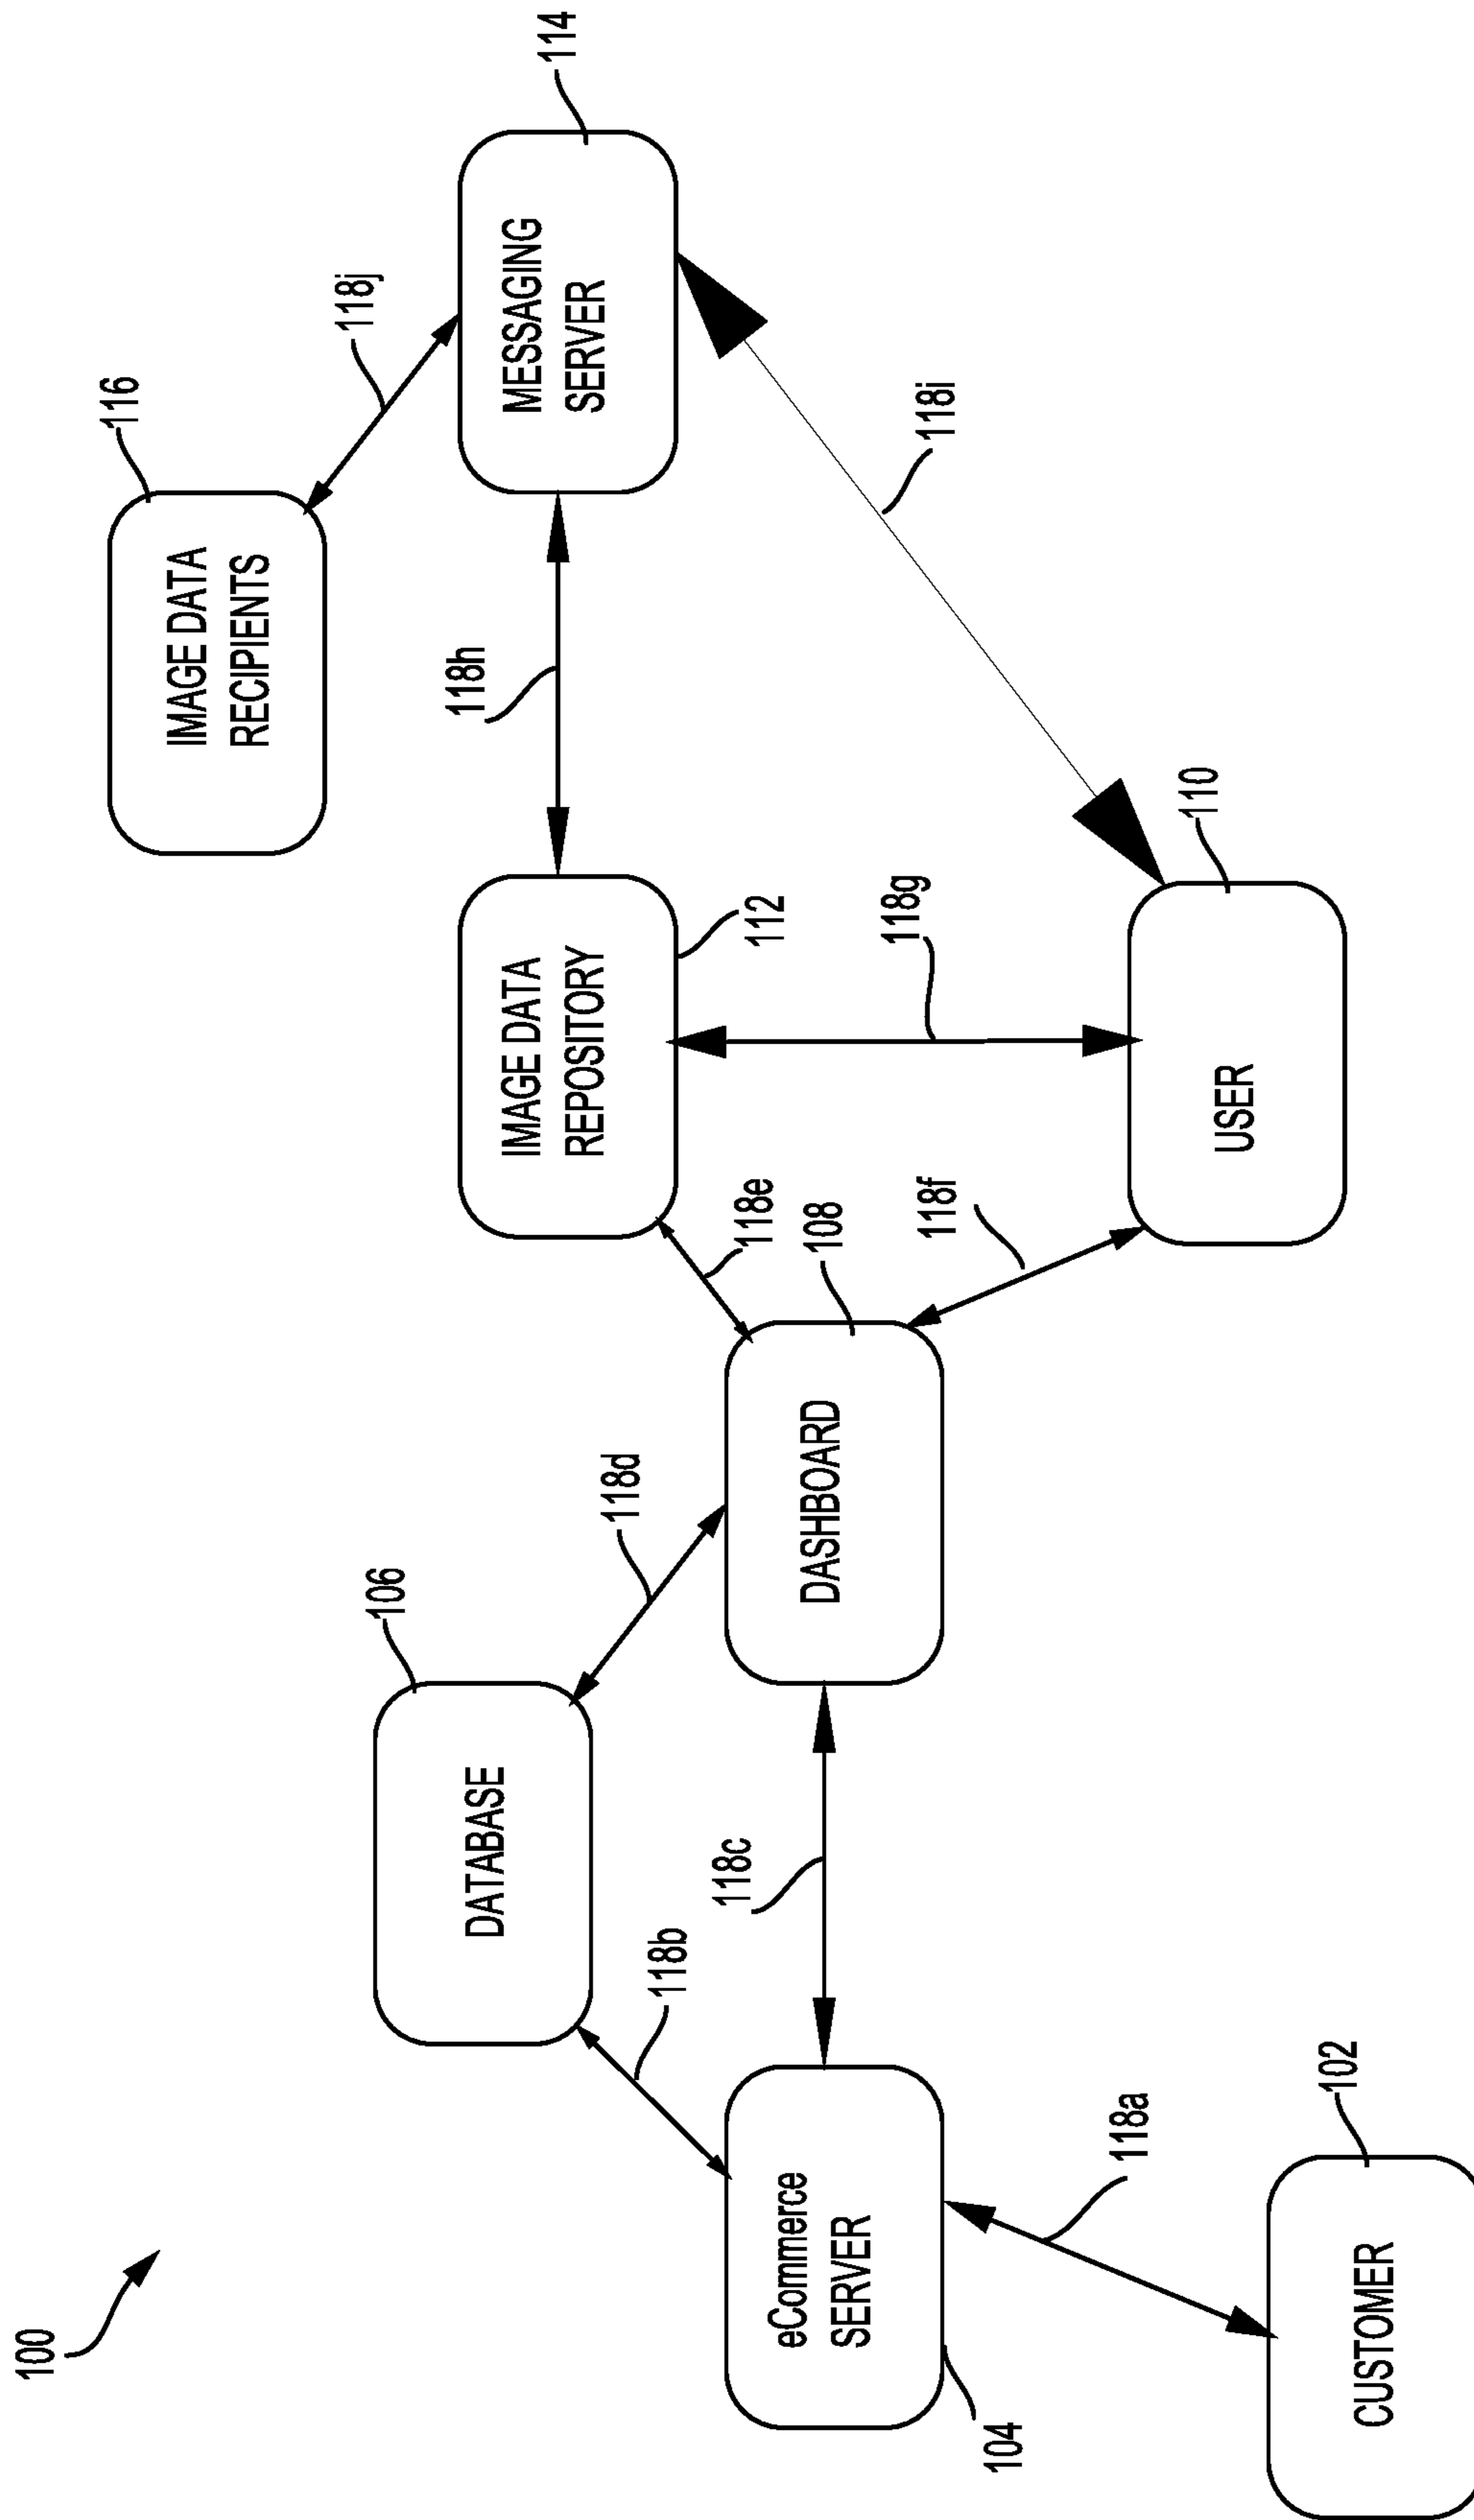 100
116
IMAGE DATA
RECIPIENTS
118j
114
MESSAGING
SERVER
118h
IMAGE DATA
REPOSITORY
112
106
DATABASE
118d
118b
118e
108
DASHBOARD
118c
eCommerce
SERVER
104
118i
118g
118f
110
USER
118a
102
CUSTOMER